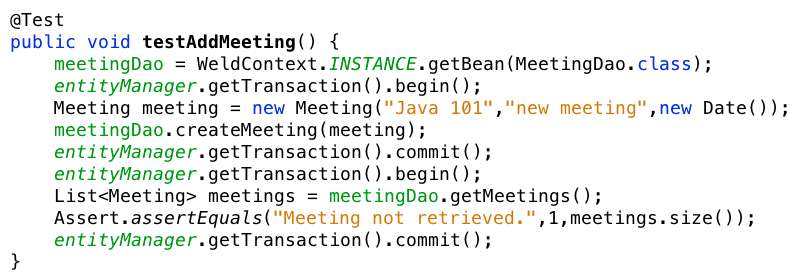 @Test
public void testAddMeeting() {
    meetingDao = WeldContext.INSTANCE.getBean(MeetingDao.class);
    entityManager.getTransaction().begin();
    Meeting meeting = new Meeting("Java 101","new meeting",new Date());
    meetingDao.createMeeting(meeting);
    entityManager.getTransaction().commit();
    entityManager.getTransaction().begin();
    List<Meeting> meetings = meetingDao.getMeetings();
    Assert.assertEquals("Meeting not retrieved.",1,meetings.size());
    entityManager.getTransaction().commit();
}